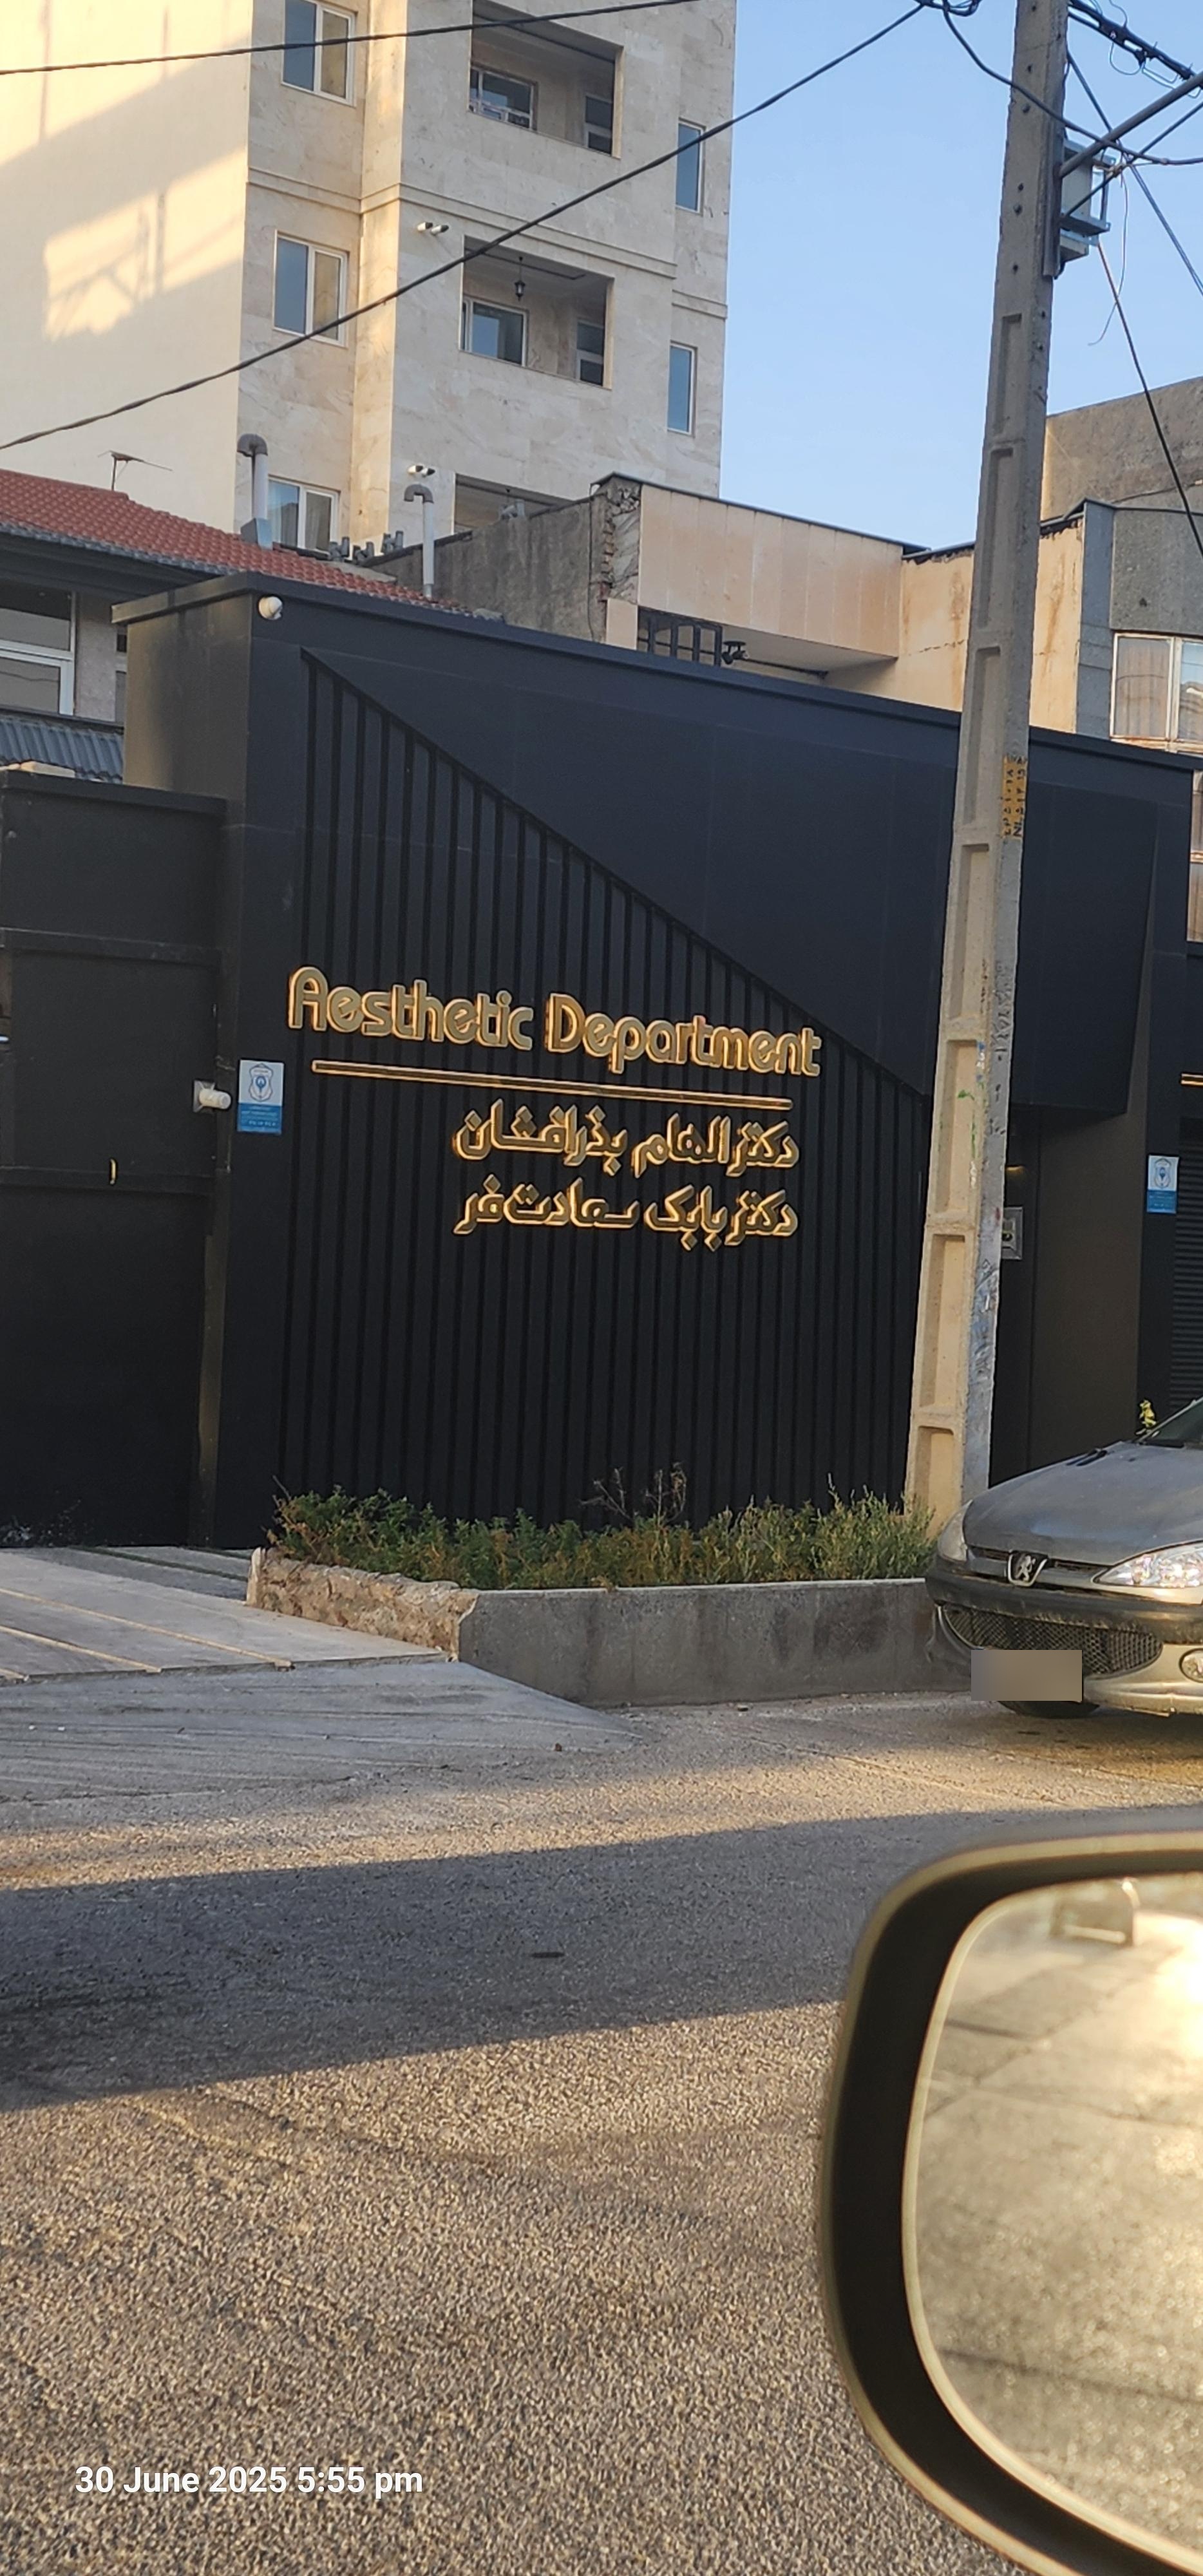 Aesthetic Department
دکتر الهام بذرافشان
دکتر بابک سعادت‌فر
30 June 2025 5:55 pm